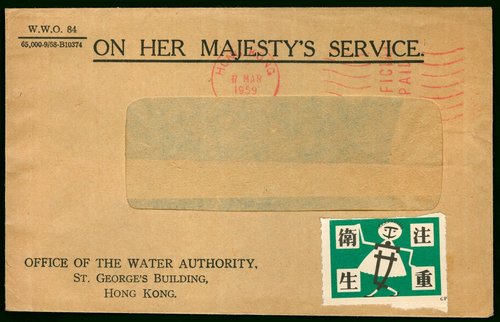 W.W.O. 84
65,000-9/58-B10374
ON HER MAJESTY'S SERVICE.
HONG KONG
MAR
1959
PAID
注重衛生
OFFICE OF THE WATER AUTHORITY,
ST. GEORGE'S BUILDING,
HONG KONG.